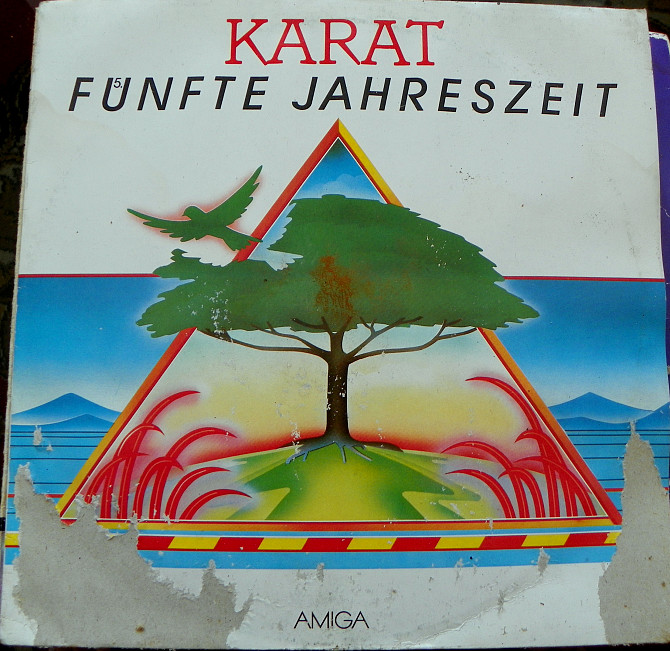 KARAT
FÜNFTE JAHRESZEIT
5.
AMIGA